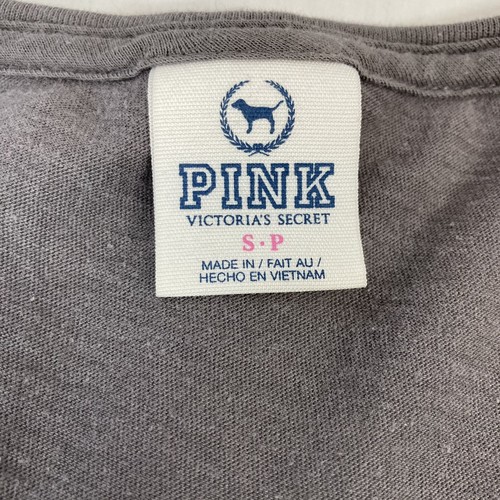 PINK
VICTORIA'S SECRET
S·P
MADE IN / FAIT AU /
HECHO EN VIETNAM